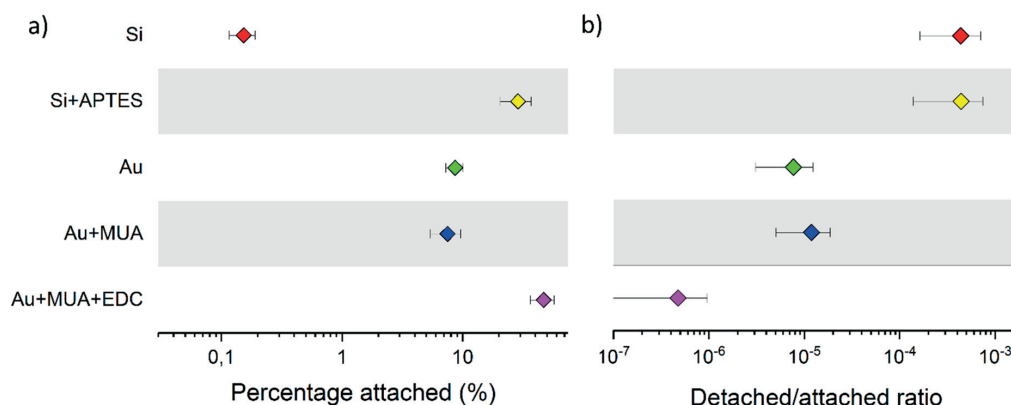 a)
b)
Si
Si+APTES
Au
Au+MUA
Au+MUA+EDC
0,1 1 10
10⁻⁷ 10⁻⁶ 10⁻⁵ 10⁻⁴ 10⁻³
Percentage attached (%)
Detached/attached ratio